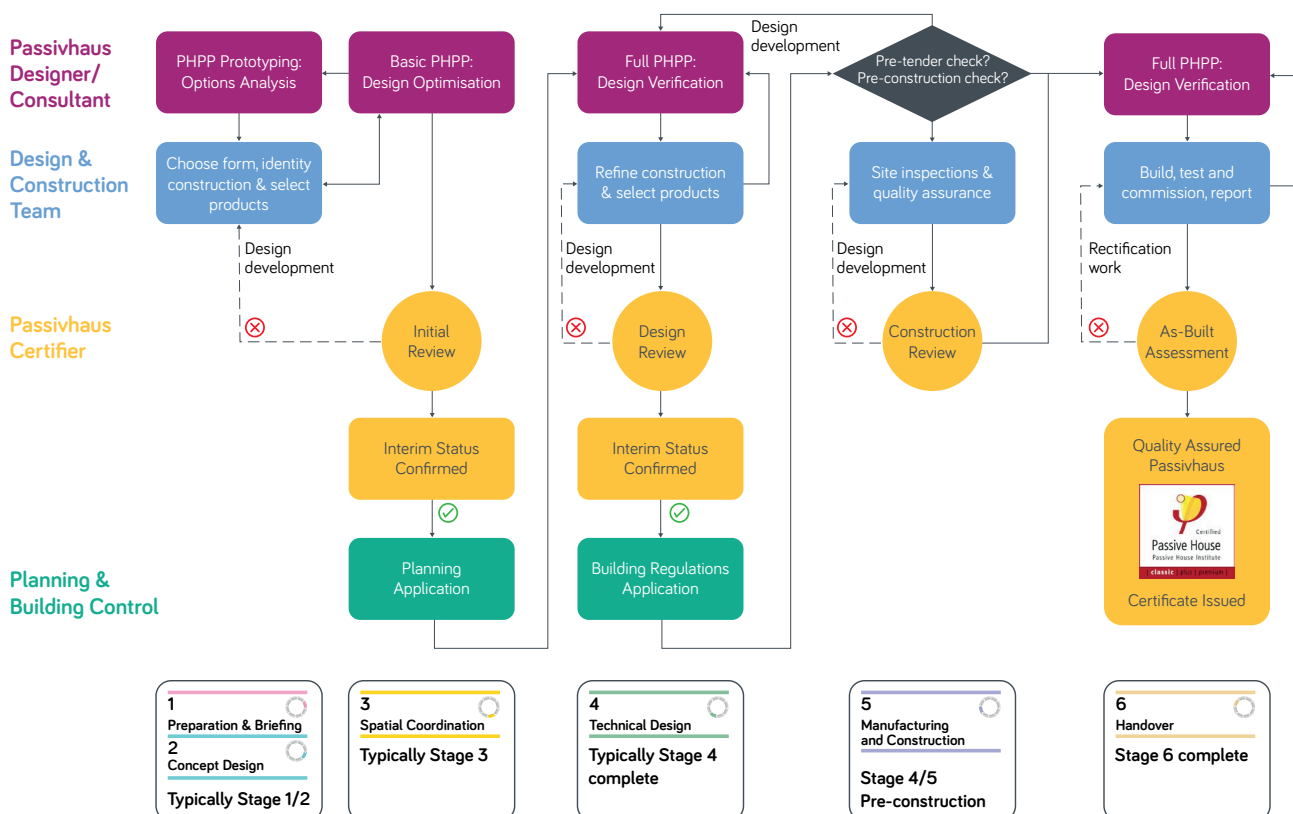 Passivhaus
Designer/
Consultant
PHPP Prototyping:
Options Analysis
Basic PHPP:
Design Optimisation
Full PHPP:
Design Verification
Design
development
Pre-tender check?
Pre-construction check?
Full PHPP:
Design Verification
Design &
Construction
Team
Choose form, identity
construction & select
products
Refine construction
& select products
Site inspections &
quality assurance
Build, test and
commission, report
Design
development
Design
development
Design
development
Rectification
work
Passivhaus
Certifier
Initial
Review
Design
Review
Construction
Review
As-Built
Assessment
Interim Status
Confirmed
Interim Status
Confirmed
Quality Assured
Passivhaus
Certified
Passive House
Passive House Institute
| classic | plus | premium |
Certificate Issued
Planning &
Building Control
Planning
Application
Building Regulations
Application
1
Preparation & Briefing
2
Concept Design
Typically Stage 1/2
3
Spatial Coordination
Typically Stage 3
4
Technical Design
Typically Stage 4
complete
5
Manufacturing
and Construction
Stage 4/5
Pre-construction
6
Handover
Stage 6 complete